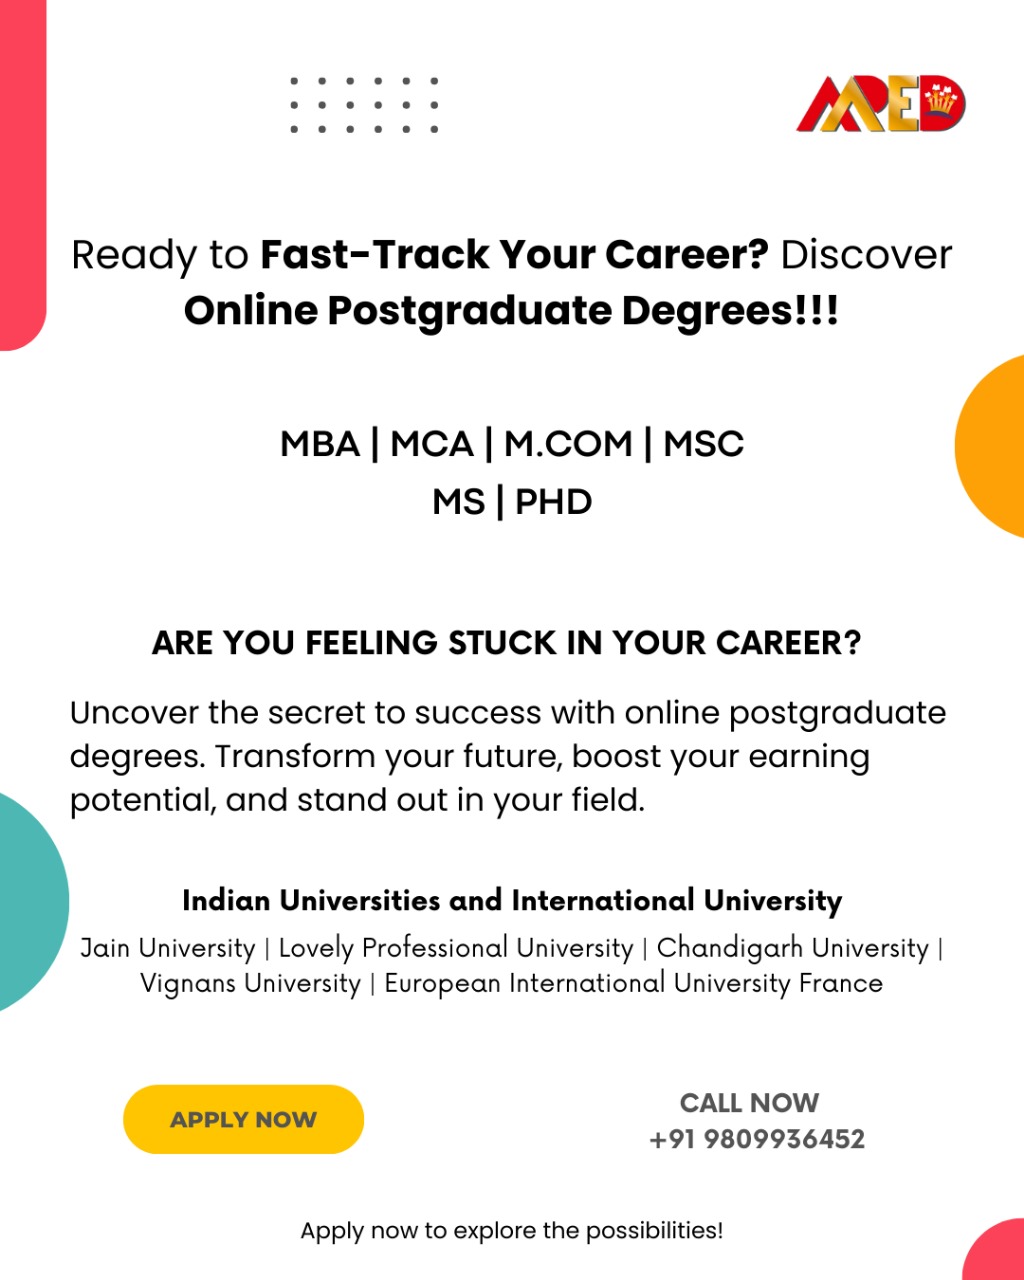 MPED
Ready to Fast-Track Your Career? Discover
Online Postgraduate Degrees!!!
MBA | MCA | M.COM | MSC
MS | PHD
ARE YOU FEELING STUCK IN YOUR CAREER?
Uncover the secret to success with online postgraduate
degrees. Transform your future, boost your earning
potential, and stand out in your field.
Indian Universities and International University
Jain University | Lovely Professional University | Chandigarh University |
Vignans University | European International University France
APPLY NOW
CALL NOW
+91 9809936452
Apply now to explore the possibilities!